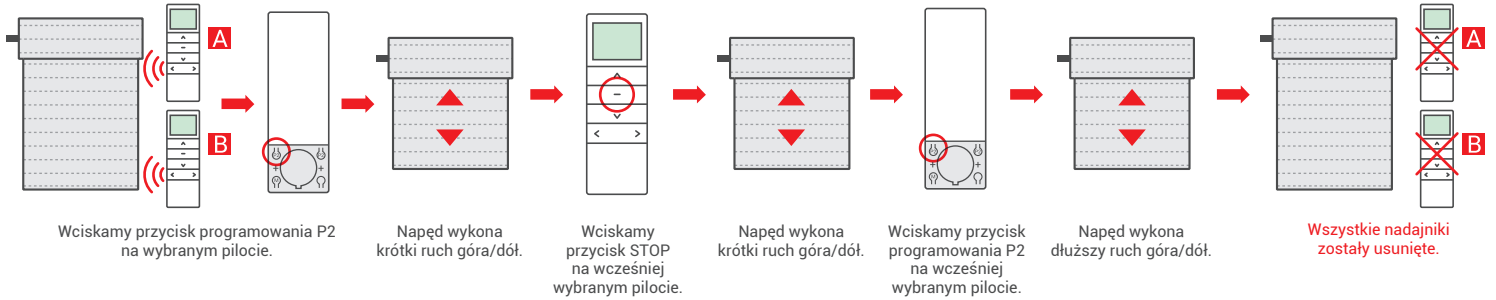 A
B
Wciskamy przycisk programowania P2
na wybranym pilocie.
Napęd wykona
krótki ruch góra/dół.
Wciskamy
przycisk STOP
na wcześniej
wybranym pilocie.
Napęd wykona
krótki ruch góra/dół.
Wciskamy przycisk
programowania P2
na wcześniej
wybranym pilocie.
Napęd wykona
dłuższy ruch góra/dół.
A
B
Wszystkie nadajniki
zostały usunięte.